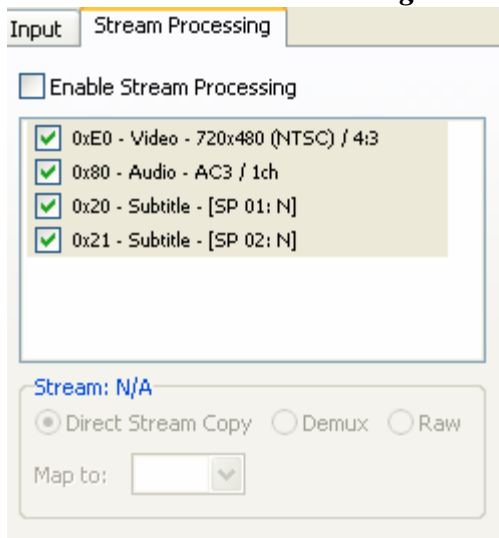 Input Stream Processing
Enable Stream Processing
0xE0 - Video - 720x480 (NTSC) / 4:3
0x80 - Audio - AC3 / 1ch
0x20 - Subtitle - [SP 01: N]
0x21 - Subtitle - [SP 02: N]
Stream: N/A
Direct Stream Copy Demux Raw
Map to: